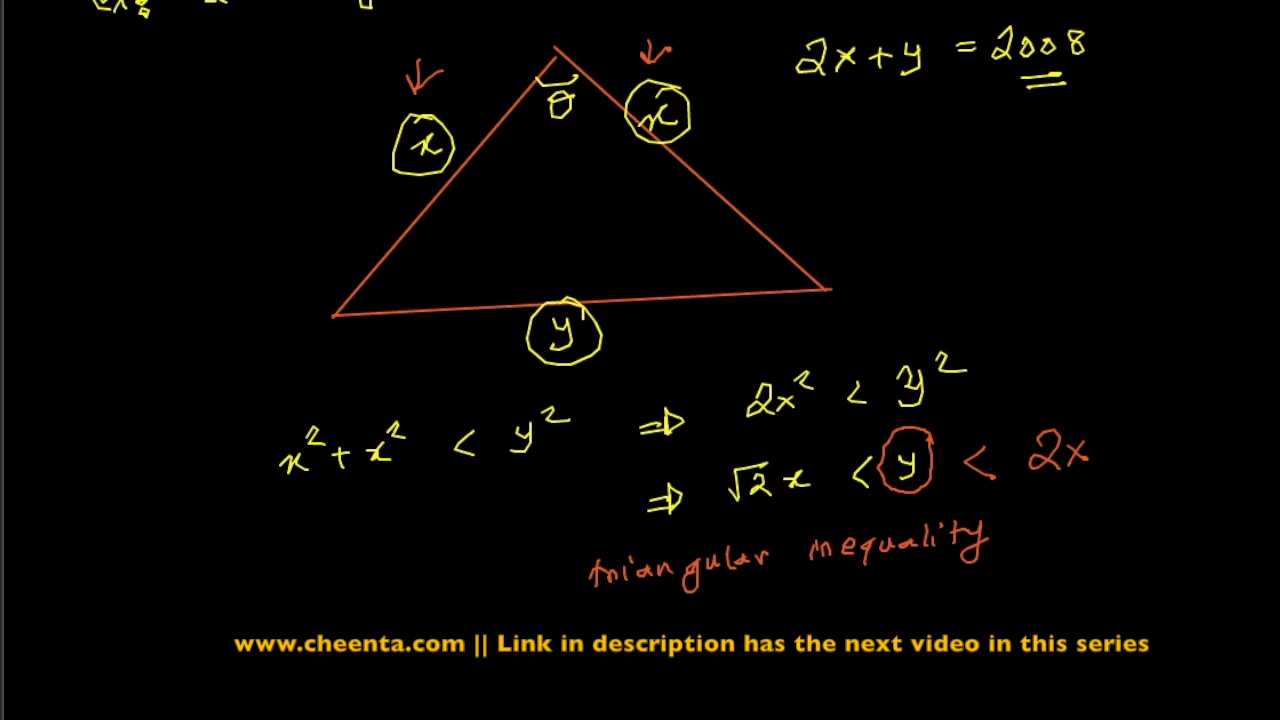 2x + y = 2008
θ
x
x
y
x² + x² < y² ⇒ 2x² < y²
⇒ √2 x < y < 2x
triangular inequality
www.cheenta.com || Link in description has the next video in this series